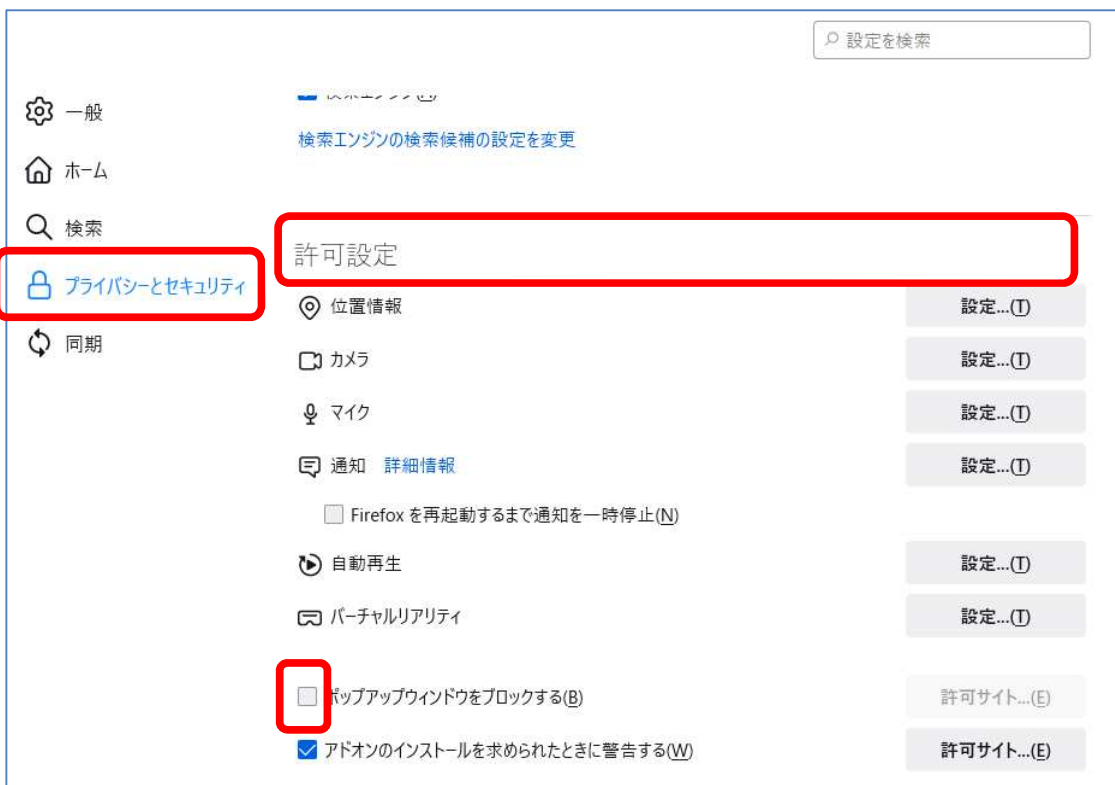 設定を検索
一般
検索エンジンの検索候補の設定を変更
ホーム
検索
許可設定
プライバシーとセキュリティ
位置情報 設定...(T)
同期
カメラ 設定...(T)
マイク 設定...(T)
通知 詳細情報 設定...(T)
Firefox を再起動するまで通知を一時停止(N)
自動再生 設定...(T)
バーチャルリアリティ 設定...(T)
ポップアップウィンドウをブロックする(B) 許可サイト...(E)
アドオンのインストールを求められたときに警告する(W) 許可サイト...(E)